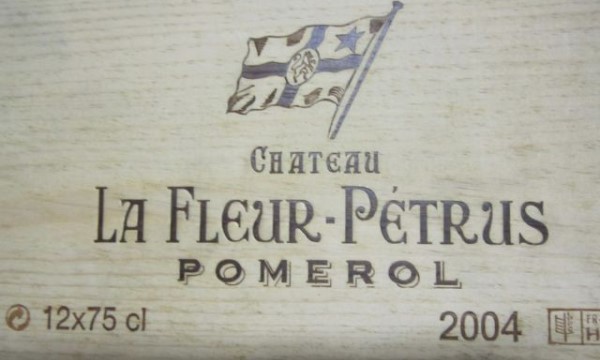 CHATEAU
LA FLEUR-PÉTRUS
POMEROL
12x75 cl 2004